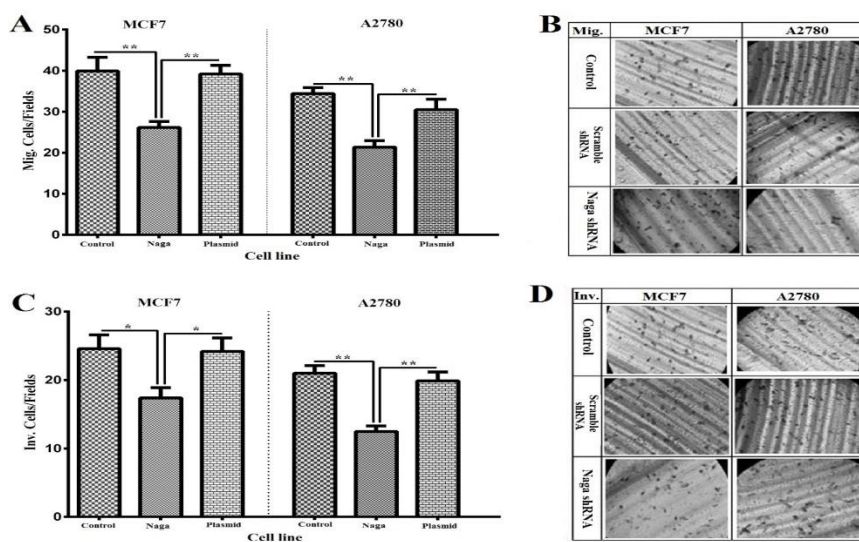 A
MCF7
A2780
50
40
30
20
10
0
Mig. Cells/Fields
**
**
**
**
Control
Naga
Plasmid
Control
Naga
Plasmid
Cell line
B
Mig.
MCF7
A2780
Control
Scramble
shRNA
Naga shRNA
C
MCF7
A2780
30
20
10
0
Inv. Cells/Fields
*
*
**
**
Control
Naga
Plasmid
Control
Naga
Plasmid
Cell line
D
Inv.
MCF7
A2780
Control
Scramble
shRNA
Naga shRNA